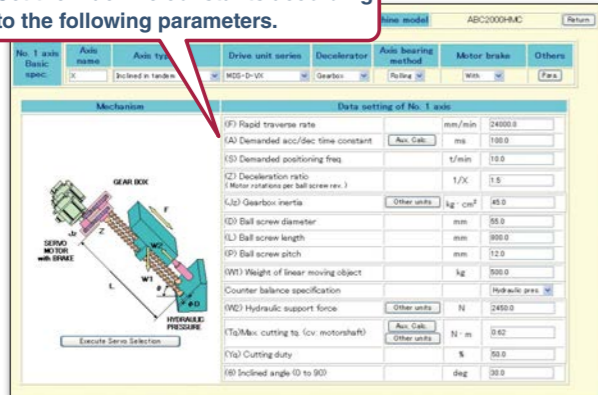 to the following parameters.
hine model ABC2000HMC Return
No. 1 axis Basic spec.
Axis name
Axis type
Drive unit series
Decelerator
Axis bearing method
Motor brake
Others
X
Inclined in tandem
MDS-D-VX
Gearbox
Rolling
With
Para.
Mechanism
Data setting of No. 1 axis
(F) Rapid traverse rate mm/min 24000.0
(A) Demanded acc/dec time constant Aux. Calc. ms 100.0
(S) Demanded positioning freq. t/min 10.0
(Z) Deceleration ratio
( Motor rotations per ball screw rev. ) 1/X 1.5
(Jz) Gearbox inertia Other units kg・cm² 45.0
(D) Ball screw diameter mm 55.0
(L) Ball screw length mm 800.0
(P) Ball screw pitch mm 12.0
(W1) Weight of linear moving object kg 500.0
Counter balance specification Hydraulic pres.
(W2) Hydraulic support force Other units N 2450.0
(Tq)Max. cutting tq. (cv. motorshaft) Aux. Calc. Other units N・m 0.62
(Yq) Cutting duty % 50.0
(θ) Inclined angle (0 to 90) deg 30.0
GEAR BOX
Jz
Z
F
SERVO
MOTOR
with BRAKE
W2
W1
L
θ
φD
HYDRAULIC
PRESSURE
Execute Servo Selection